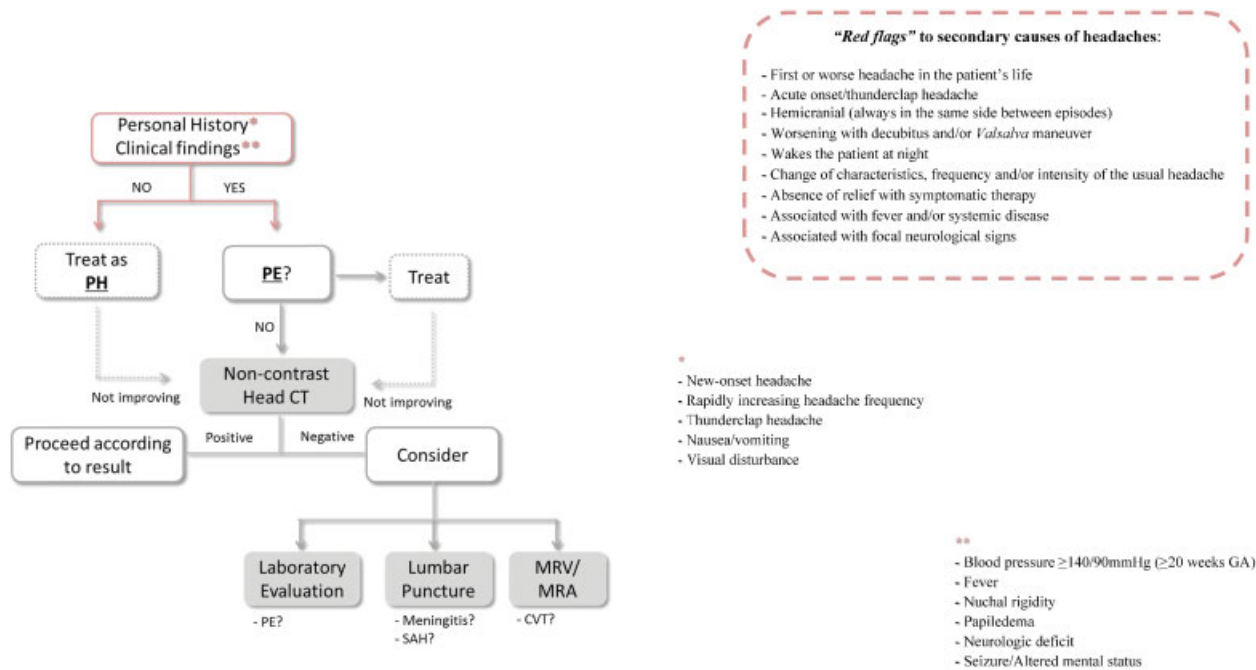 “Red flags” to secondary causes of headaches:
- First or worse headache in the patient’s life
- Acute onset/thunderclap headache
- Hemicranial (always in the same side between episodes)
- Worsening with decubitus and/or Valsalva maneuver
- Wakes the patient at night
- Change of characteristics, frequency and/or intensity of the usual headache
- Absence of relief with symptomatic therapy
- Associated with fever and/or systemic disease
- Associated with focal neurological signs
Personal History*
Clinical findings**
NO
YES
Treat as
PH
PE?
Treat
NO
Non-contrast
Head CT
Not improving
Not improving
Positive
Negative
Proceed according
to result
Consider
Laboratory
Evaluation
Lumbar
Puncture
MRV/
MRA
- PE?
- Meningitis?
- SAH?
- CVT?
*
- New-onset headache
- Rapidly increasing headache frequency
- Thunderclap headache
- Nausea/vomiting
- Visual disturbance
**
- Blood pressure ≥140/90mmHg (≥20 weeks GA)
- Fever
- Nuchal rigidity
- Papiledema
- Neurologic deficit
- Seizure/Altered mental status